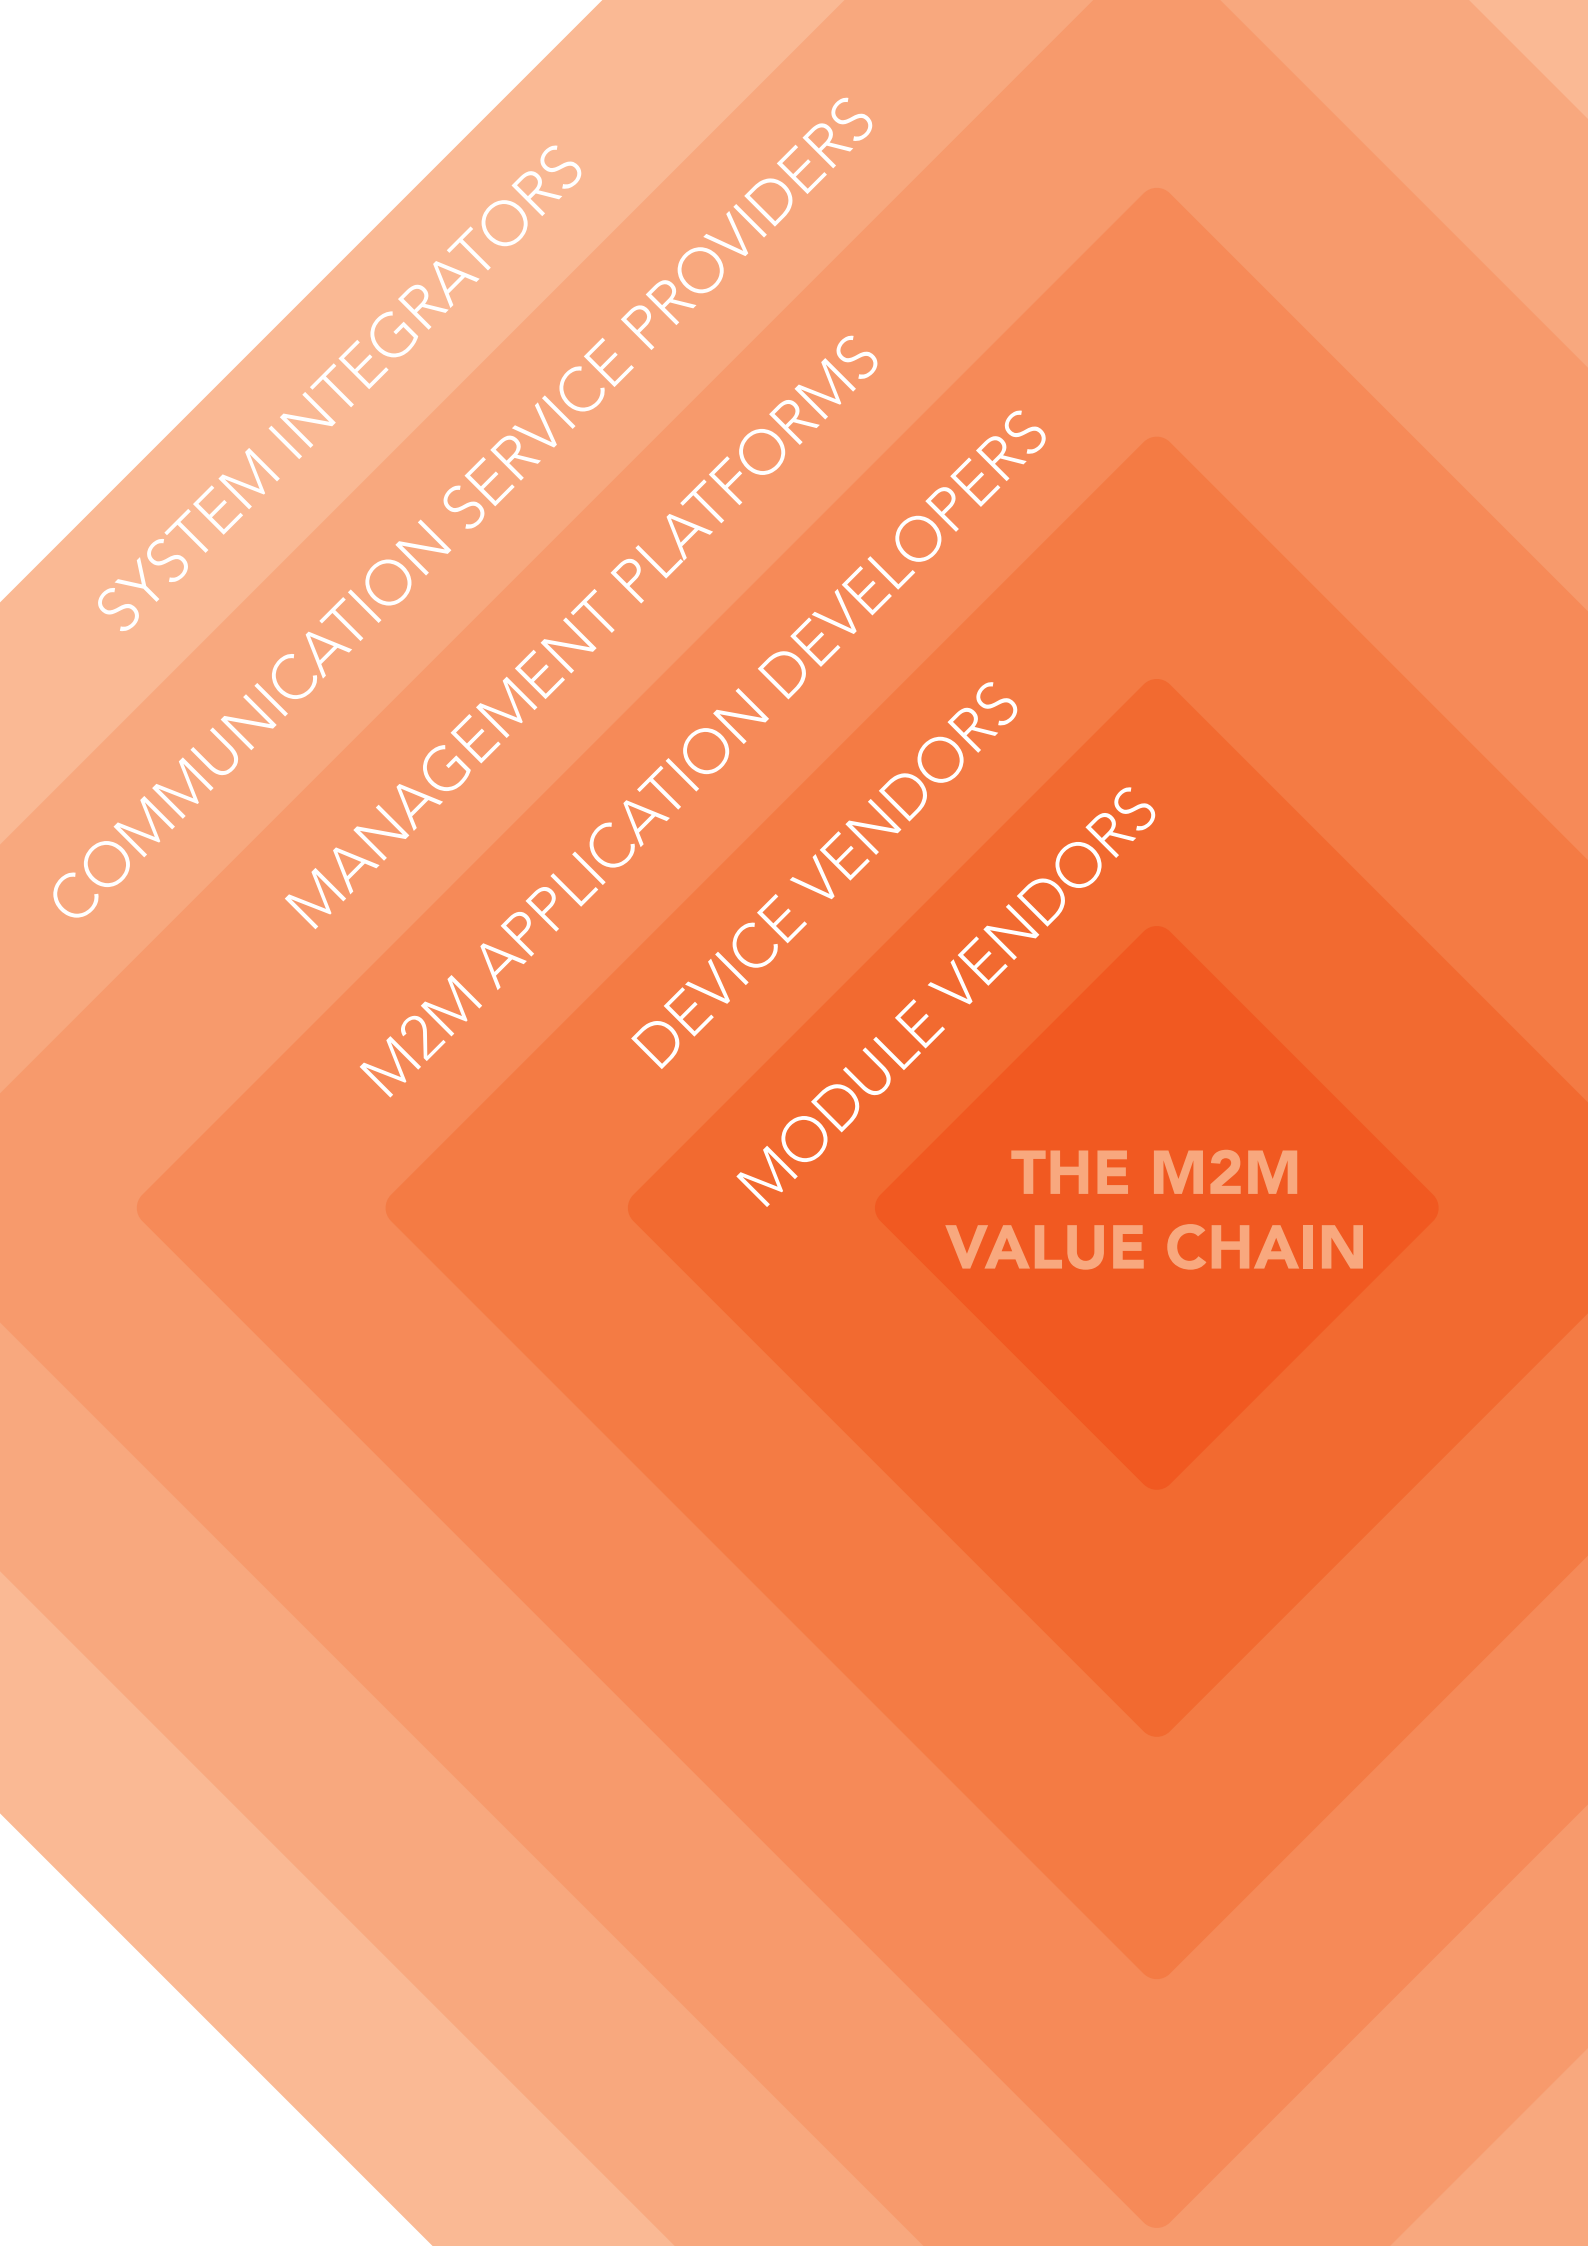 SYSTEM INTEGRATORS
COMMUNICATION SERVICE PROVIDERS
MANAGEMENT PLATFORMS
M2M APPLICATION DEVELOPERS
DEVICE VENDORS
MODULE VENDORS
THE M2M
VALUE CHAIN